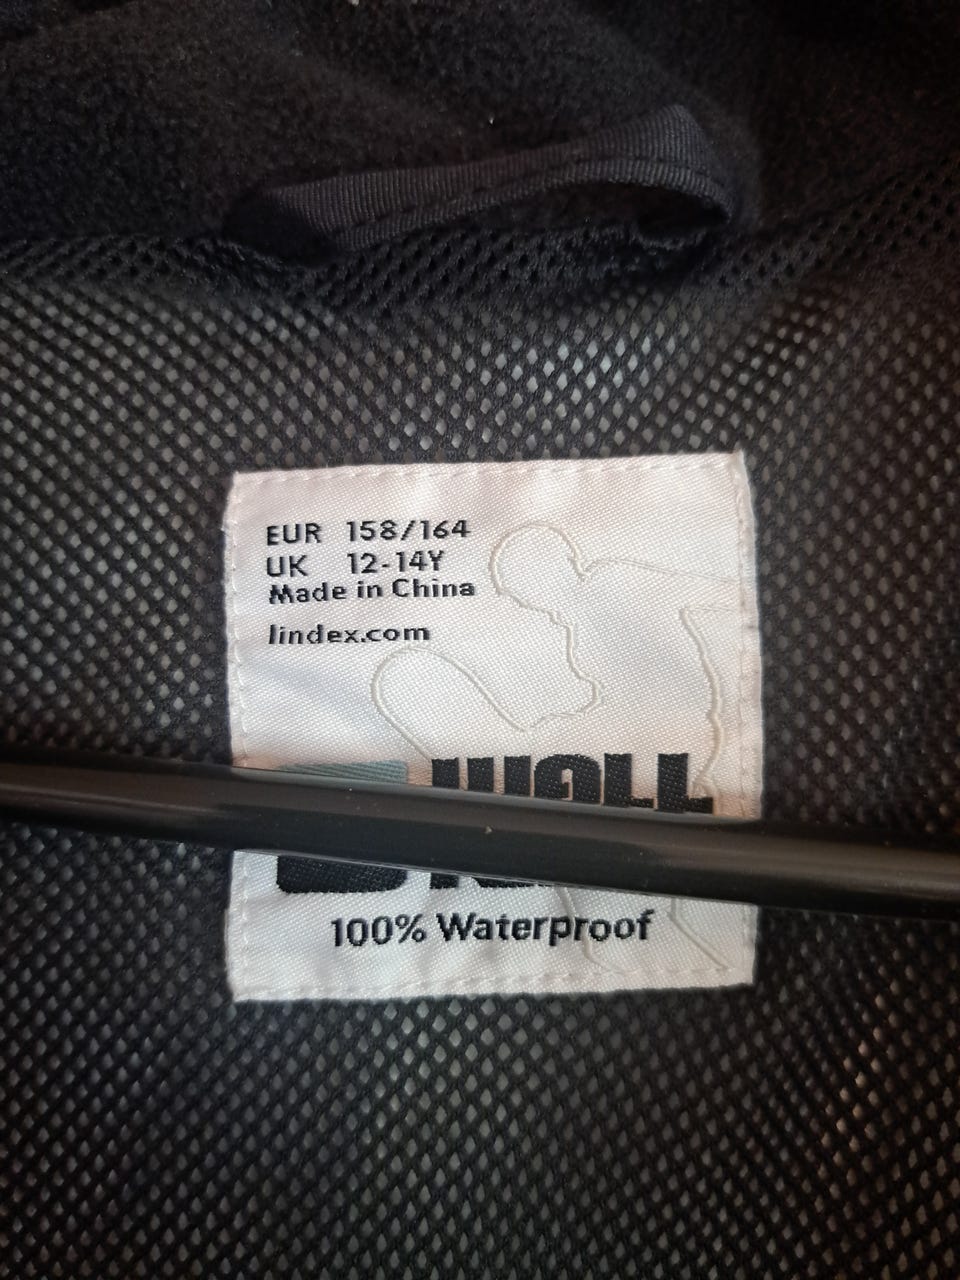 EUR 158/164
UK 12-14Y
Made in China
lindex.com
100% Waterproof